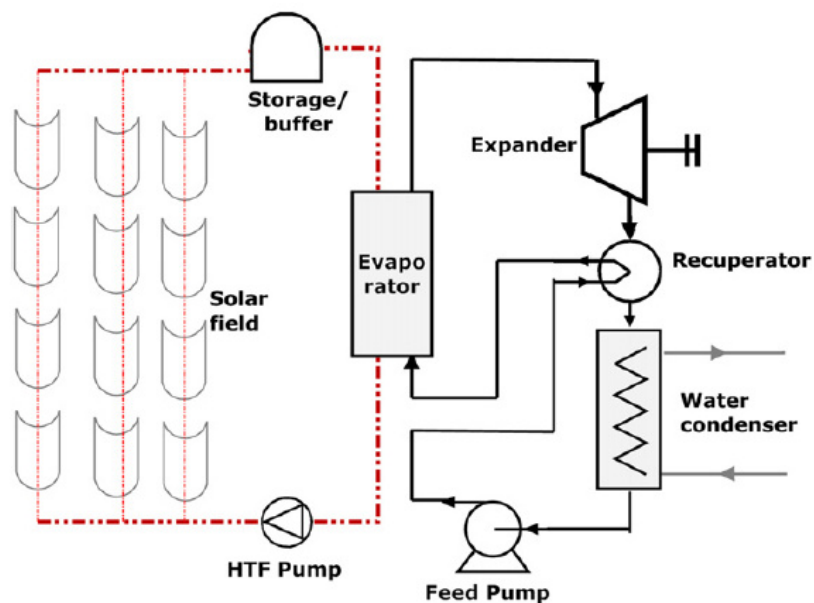 Storage/
buffer
Expander
Evapo
rator
Recuperator
Solar
field
Water
condenser
HTF Pump
Feed Pump